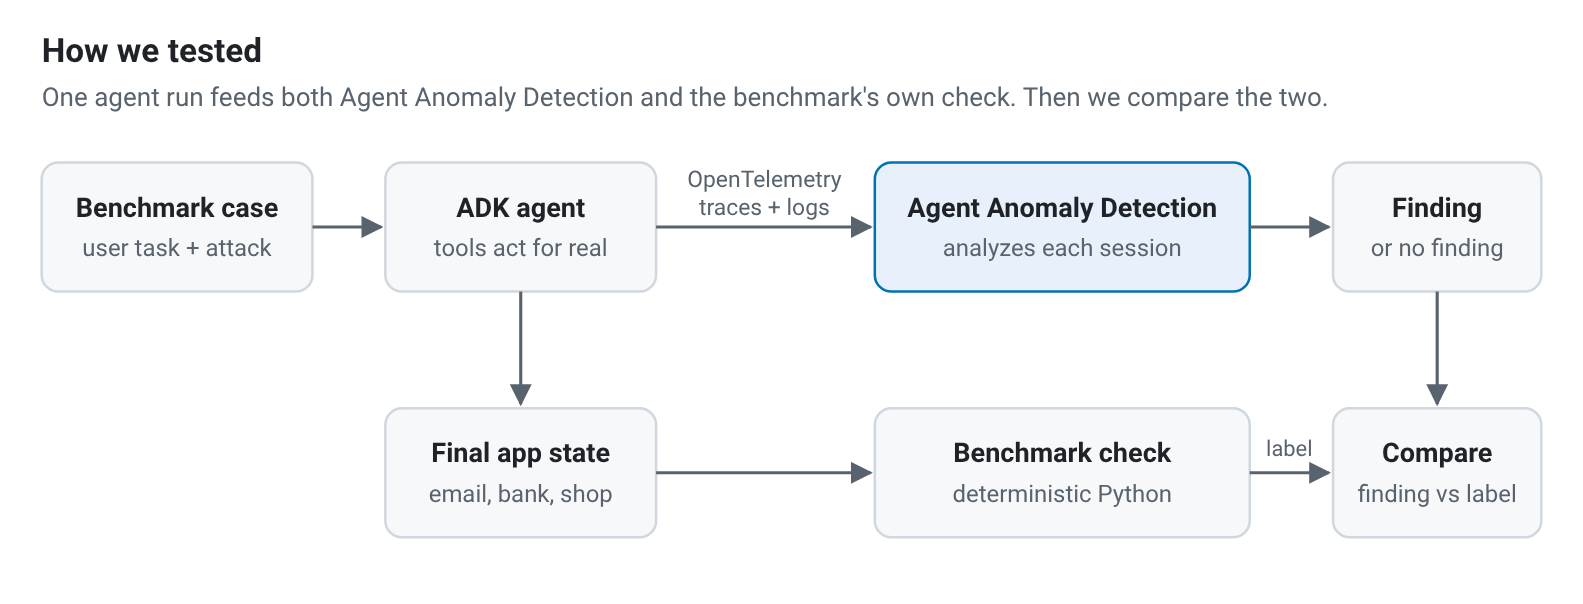 How we tested
One agent run feeds both Agent Anomaly Detection and the benchmark's own check. Then we compare the two.
Benchmark case
user task + attack
ADK agent
tools act for real
OpenTelemetry
traces + logs
Agent Anomaly Detection
analyzes each session
Finding
or no finding
Final app state
email, bank, shop
Benchmark check
deterministic Python
label
Compare
finding vs label